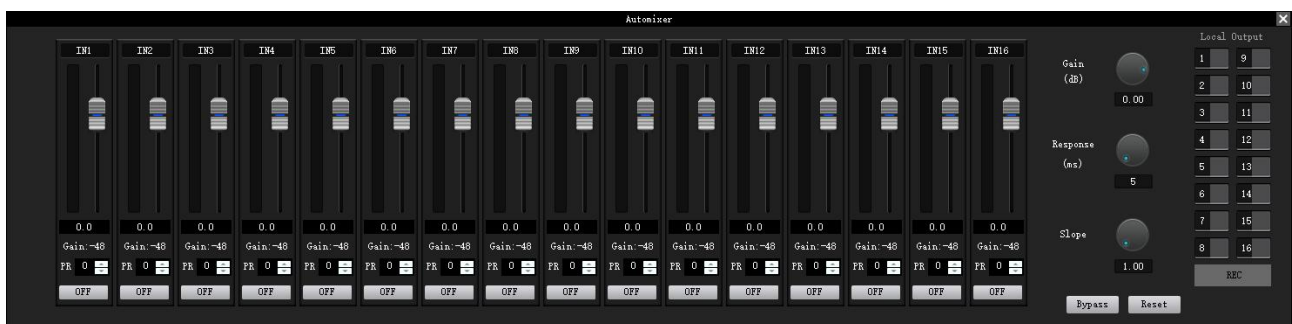 Automixer
Local Output
IN1 IN2 IN3 IN4 IN5 IN6 IN7 IN8 IN9 IN10 IN11 IN12 IN13 IN14 IN15 IN16
Gain
(dB)
0.00
Response
(ms)
5
Slope
1.00
1 9
2 10
3 11
4 12
5 13
6 14
7 15
8 16
REC
0.0 0.0 0.0 0.0 0.0 0.0 0.0 0.0 0.0 0.0 0.0 0.0 0.0 0.0 0.0 0.0
Gain:-48 Gain:-48 Gain:-48 Gain:-48 Gain:-48 Gain:-48 Gain:-48 Gain:-48 Gain:-48 Gain:-48 Gain:-48 Gain:-48 Gain:-48 Gain:-48 Gain:-48 Gain:-48
PR 0 PR 0 PR 0 PR 0 PR 0 PR 0 PR 0 PR 0 PR 0 PR 0 PR 0 PR 0 PR 0 PR 0 PR 0 PR 0
OFF OFF OFF OFF OFF OFF OFF OFF OFF OFF OFF OFF OFF OFF OFF OFF
Bypass Reset